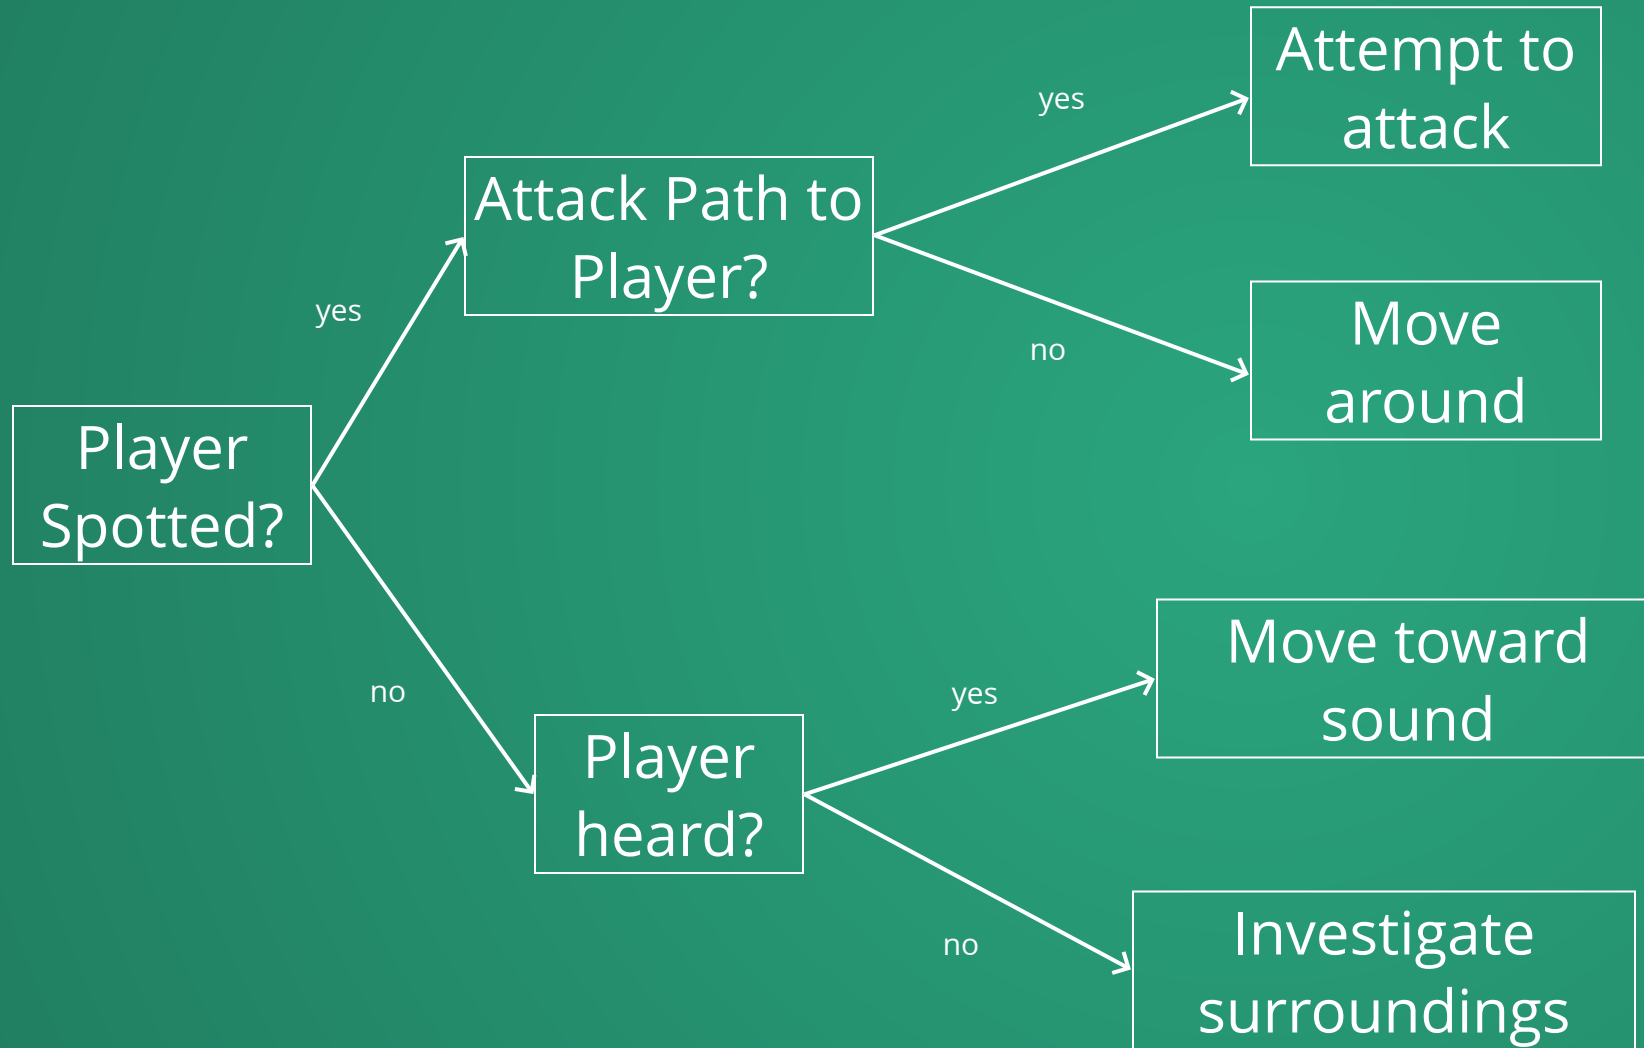 Player
Spotted?
yes
no
Attack Path to
Player?
yes
no
Attempt to
attack
Move
around
Player
heard?
yes
no
Move toward
sound
Investigate
surroundings